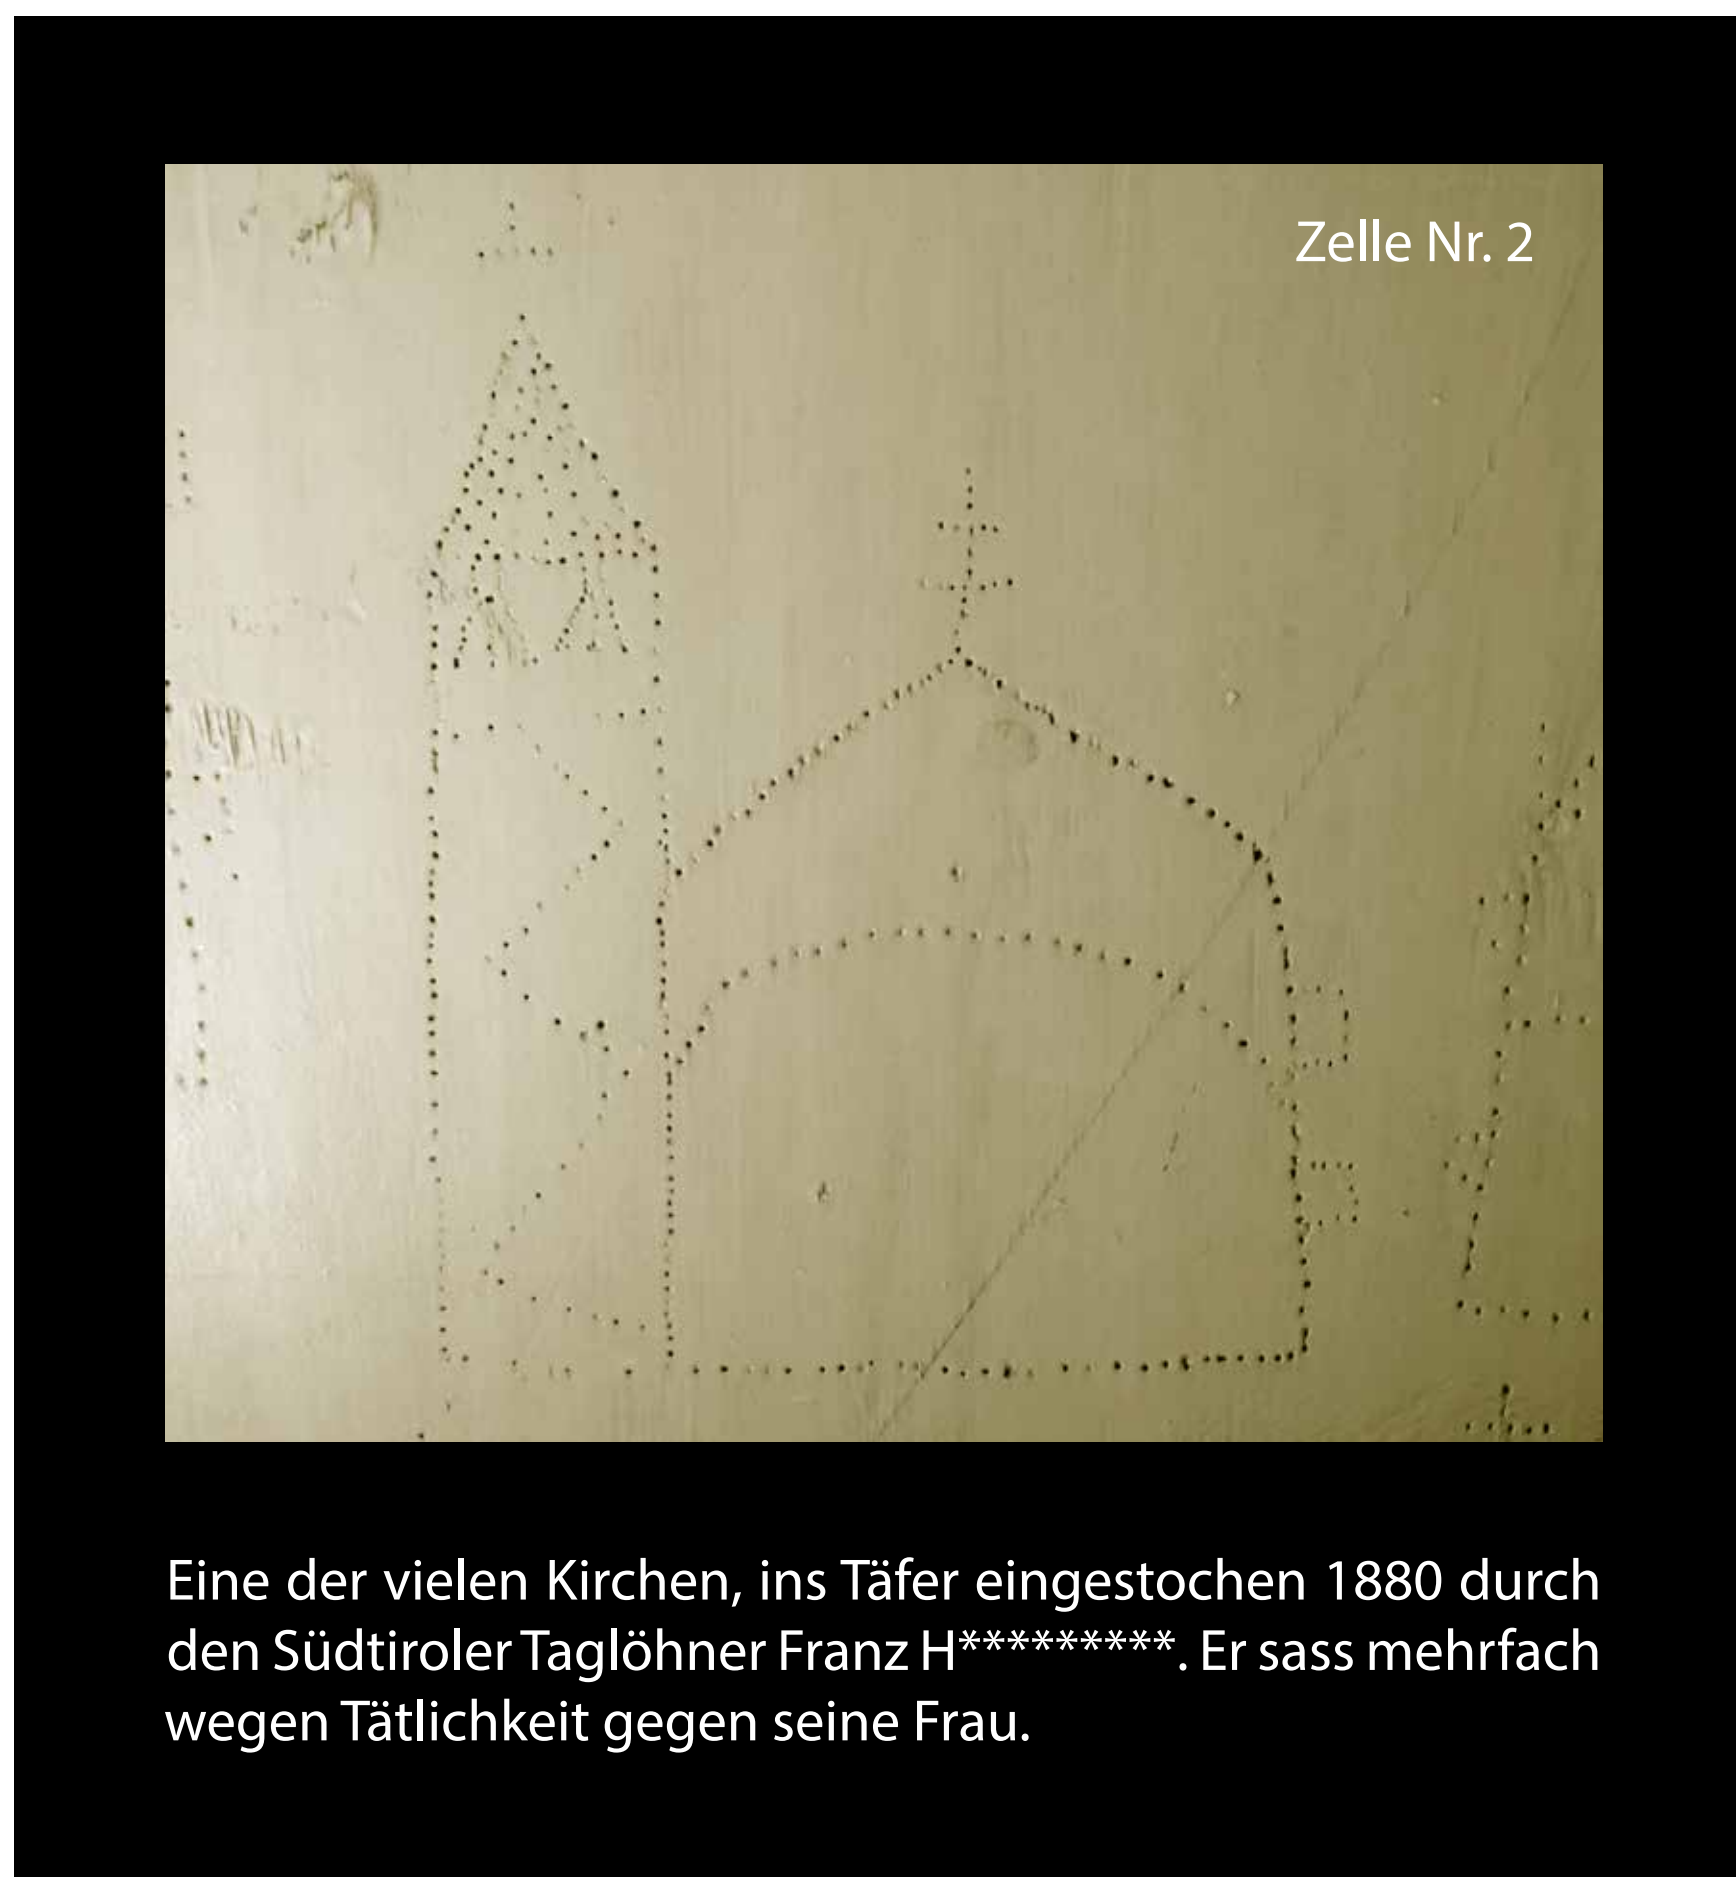 Zelle Nr. 2
Eine der vielen Kirchen, ins Täfer eingestochen 1880 durch
den Südtiroler Taglöhner Franz H*********. Er sass mehrfach
wegen Tätlichkeit gegen seine Frau.